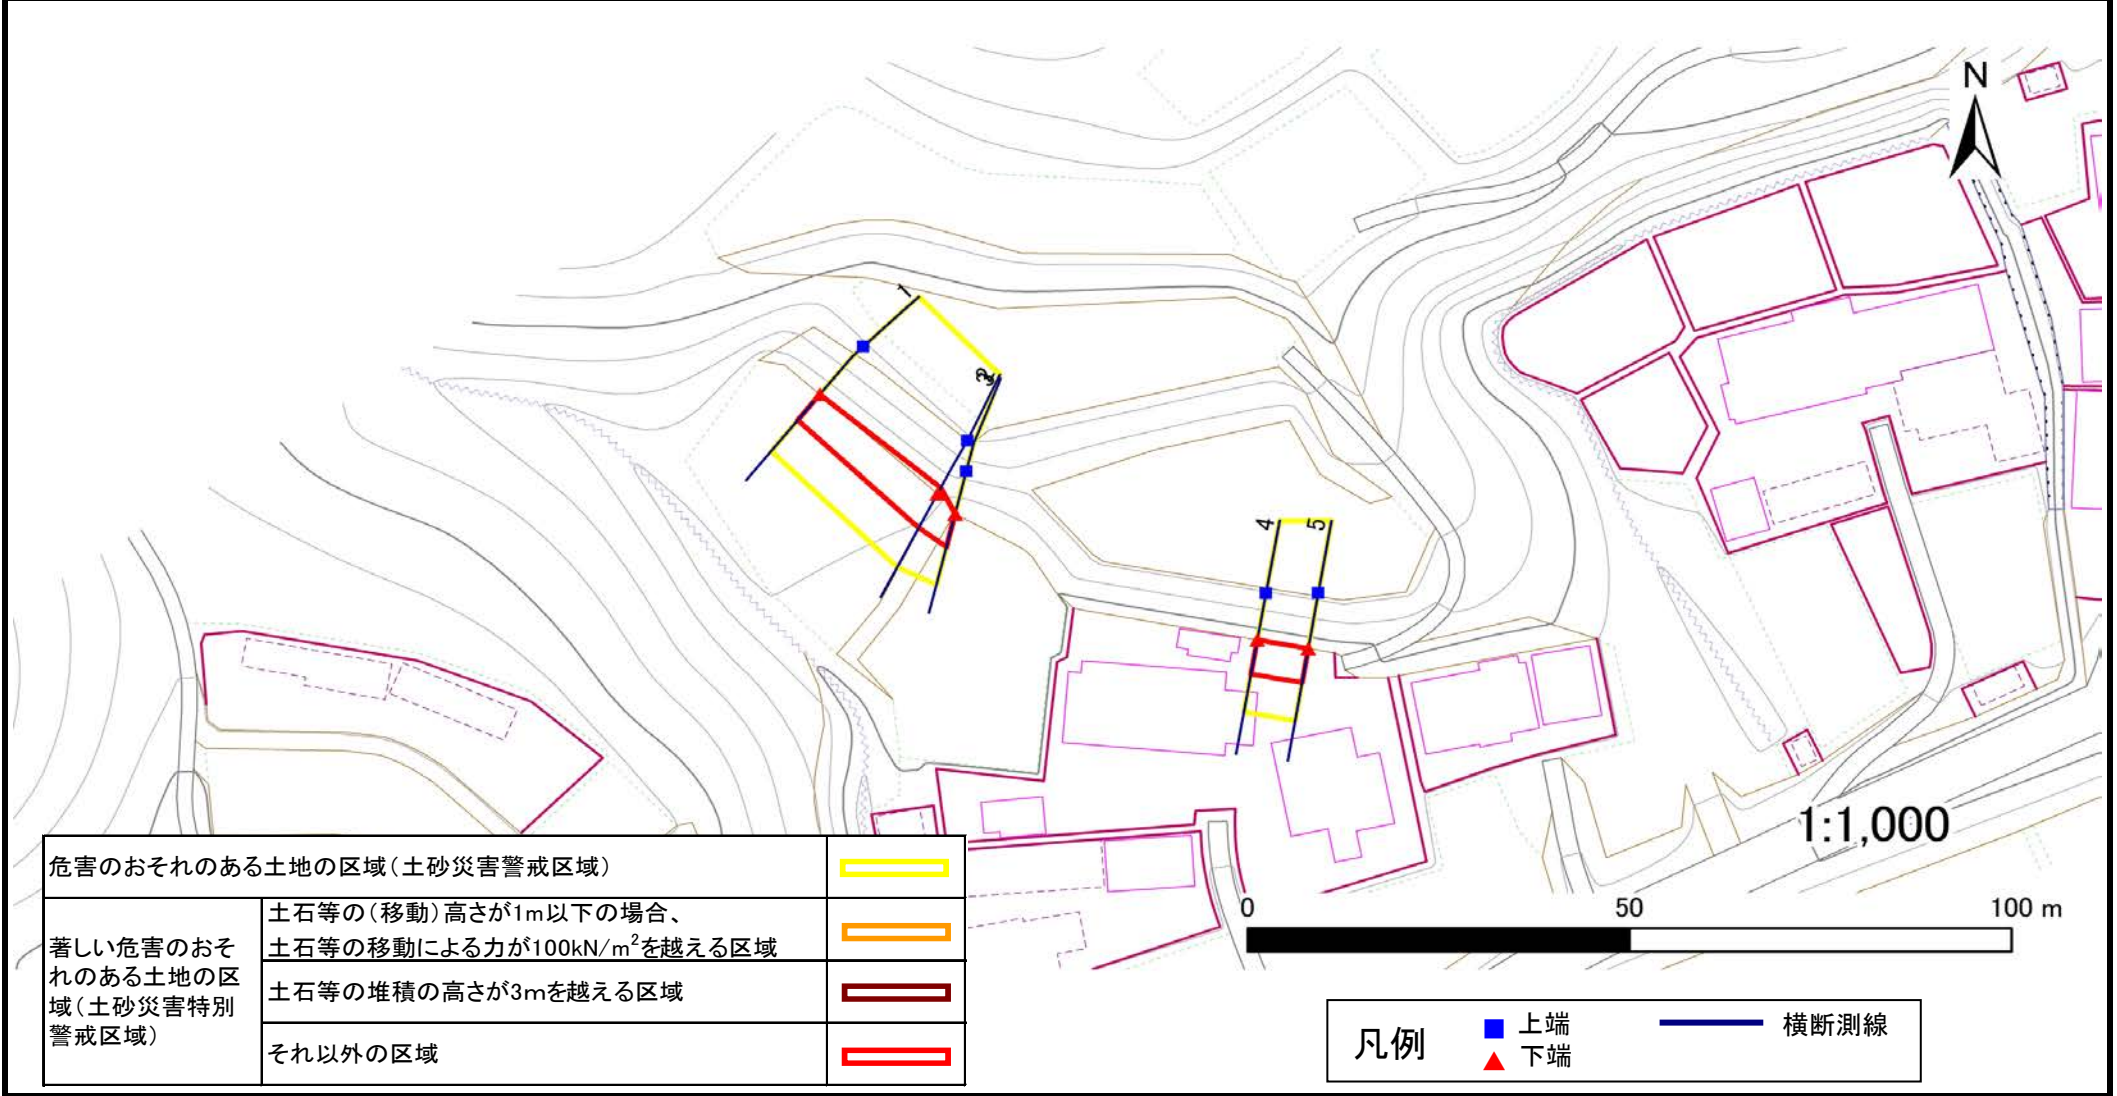 N
1
2
3
4
5
1:1,000
0 50 100 m
危害のおそれのある土地の区域(土砂災害警戒区域)
著しい危害のおそ
れのある土地の区
域(土砂災害特別
警戒区域)
土石等の(移動)高さが1m以下の場合、
土石等の移動による力が100kN/m²を越える区域
土石等の堆積の高さが3mを越える区域
それ以外の区域
凡例
上端
下端
横断測線